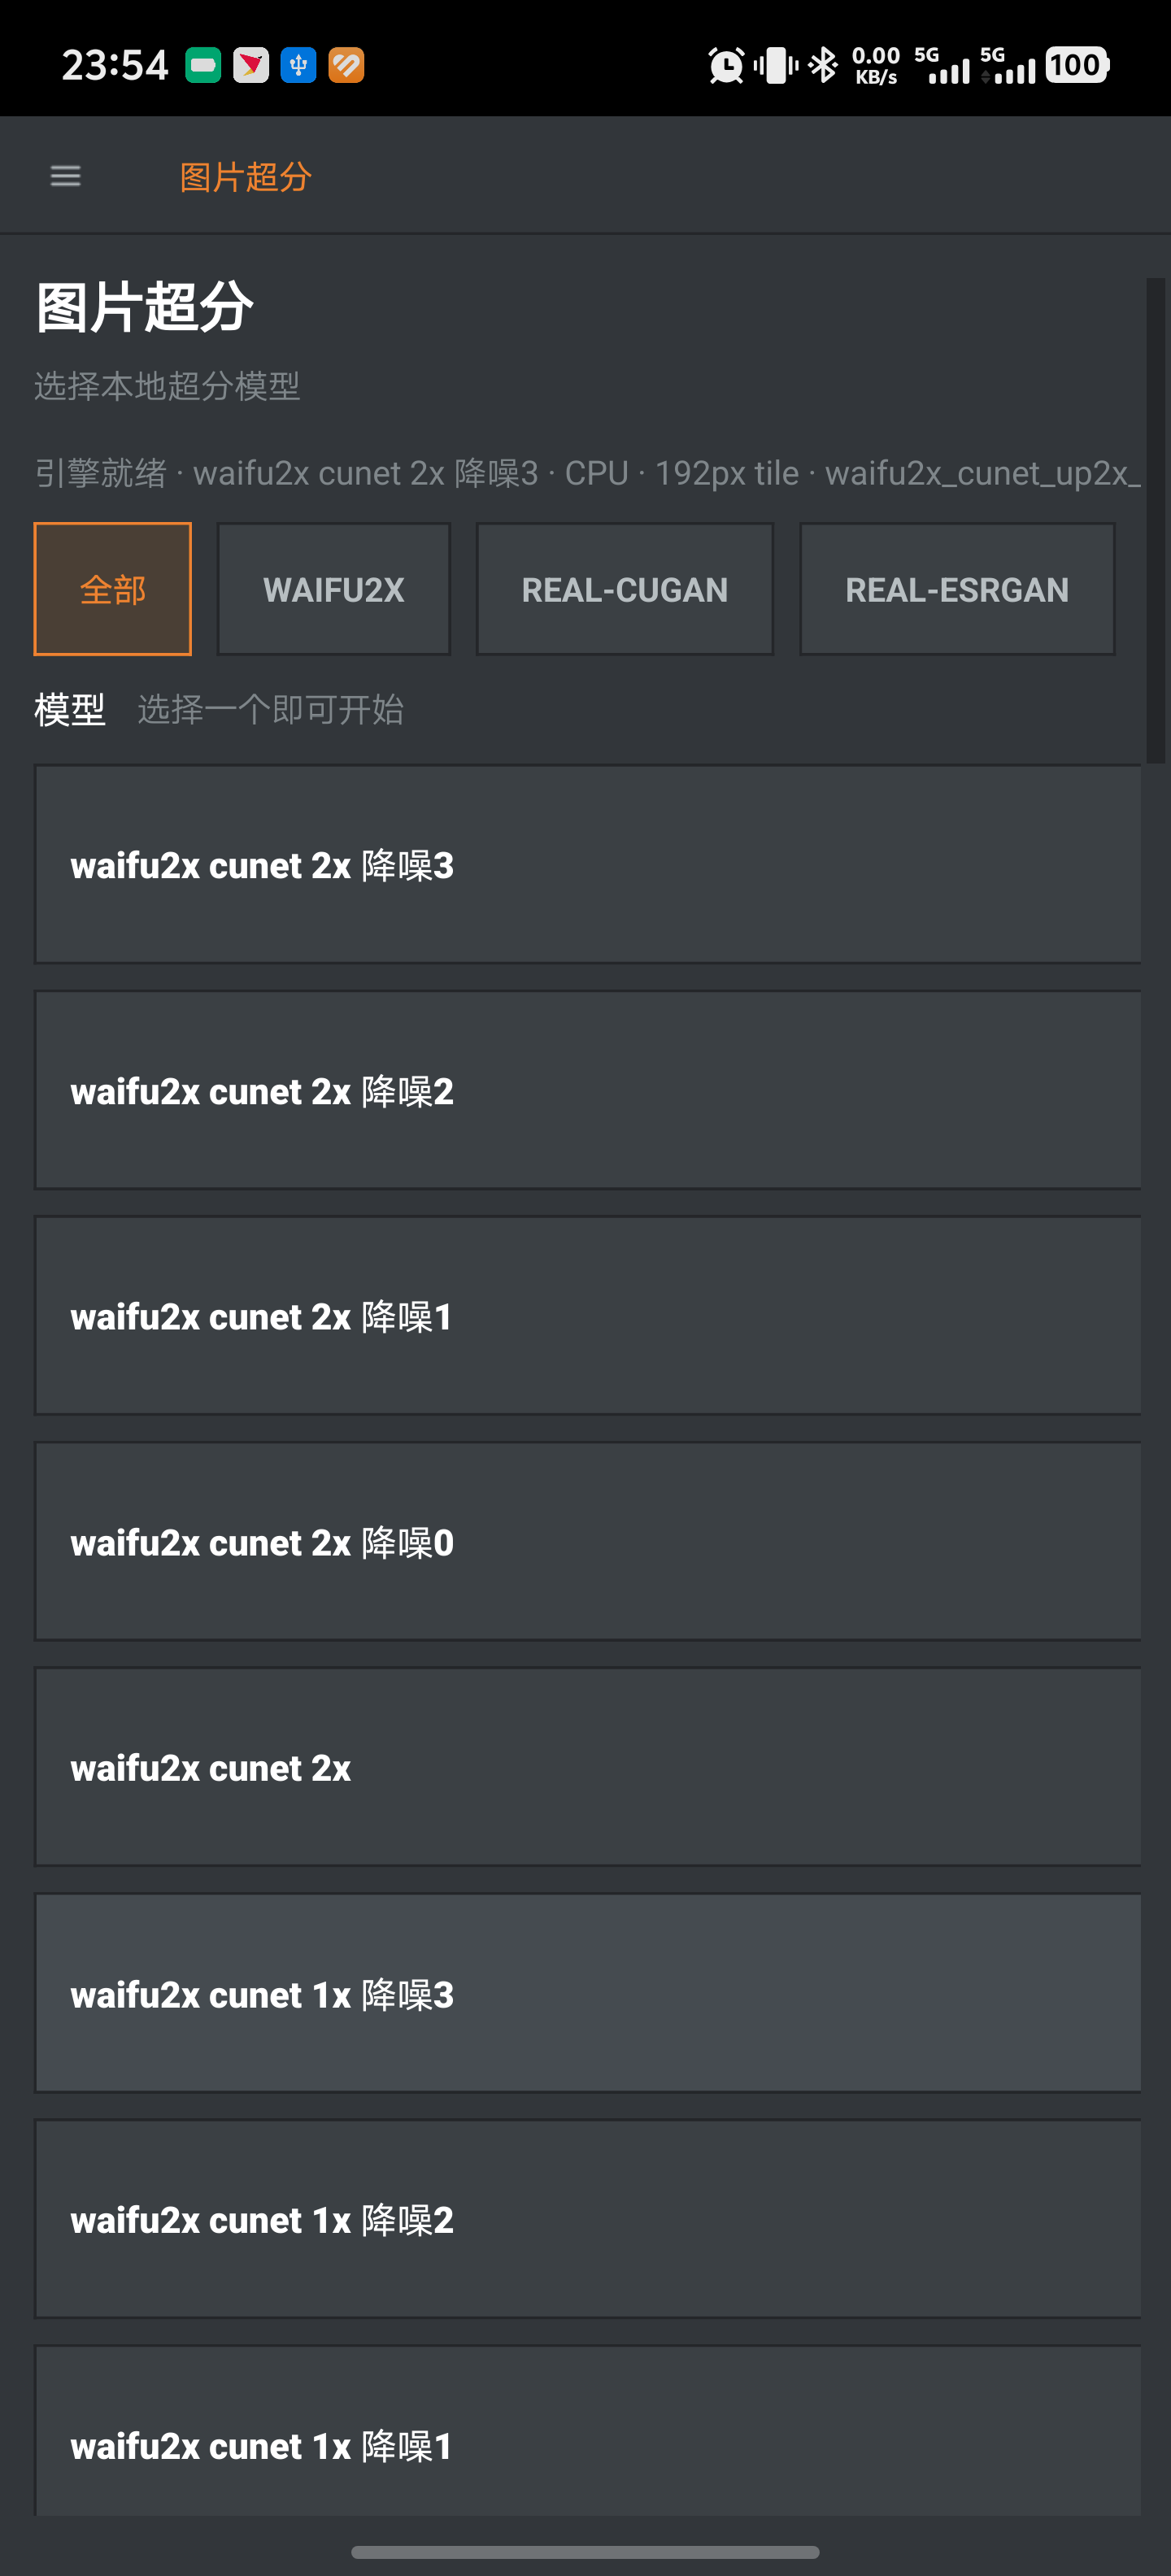 23:54 0.00 KB/s 5G 5G 100
图片超分
图片超分
选择本地超分模型
引擎就绪 · waifu2x cunet 2x 降噪3 · CPU · 192px tile · waifu2x_cunet_up2x_
全部 WAIFU2X REAL-CUGAN REAL-ESRGAN
模型 选择一个即可开始
waifu2x cunet 2x 降噪3
waifu2x cunet 2x 降噪2
waifu2x cunet 2x 降噪1
waifu2x cunet 2x 降噪0
waifu2x cunet 2x
waifu2x cunet 1x 降噪3
waifu2x cunet 1x 降噪2
waifu2x cunet 1x 降噪1